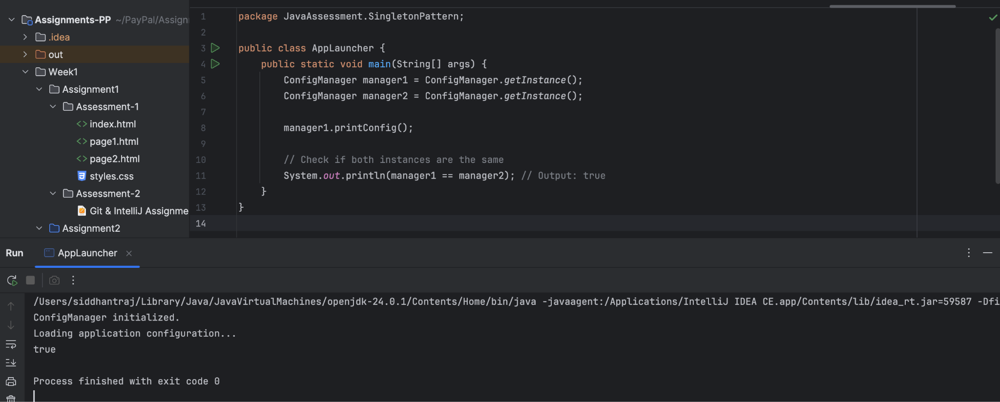 Assignments-PP ~/PayPal/Assign
.idea
out
Week1
Assignment1
Assessment-1
index.html
page1.html
page2.html
styles.css
Assessment-2
Git & IntelliJ Assignme
Assignment2
1 package JavaAssessment.SingletonPattern;
2
3 public class AppLauncher {
4 public static void main(String[] args) {
5 ConfigManager manager1 = ConfigManager.getInstance();
6 ConfigManager manager2 = ConfigManager.getInstance();
7
8 manager1.printConfig();
9
10 // Check if both instances are the same
11 System.out.println(manager1 == manager2); // Output: true
12 }
13 }
14
Run AppLauncher
/Users/siddhantraj/Library/Java/JavaVirtualMachines/openjdk-24.0.1/Contents/Home/bin/java -javaagent:/Applications/IntelliJ IDEA CE.app/Contents/lib/idea_rt.jar=59587 -Dfi
ConfigManager initialized.
Loading application configuration...
true
Process finished with exit code 0